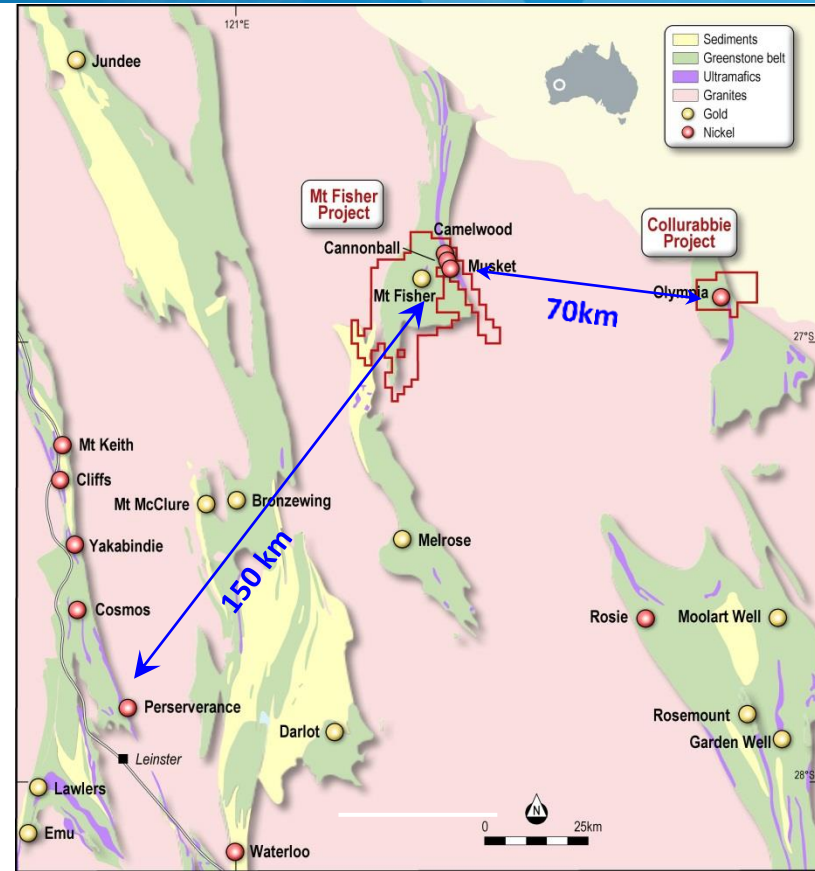 121°E
Jundee
Sediments
Greenstone belt
Ultramafics
Granites
Gold
Nickel
Mt Fisher
Project
Collurabbie
Project
Camelwood
Cannonball
Musket
Mt Fisher
Olympia
70km
27°S
Mt Keith
Cliffs
Mt McClure
Bronzewing
Yakabindie
Melrose
150 km
Cosmos
Rosie
Moolart Well
Perserverance
Rosemount
Darlot
Garden Well
Leinster
28°S
Lawlers
N
0 25km
Emu
Waterloo